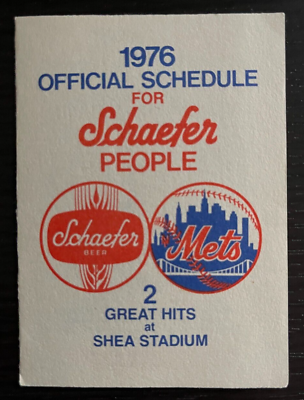 1976
OFFICIAL SCHEDULE
FOR
Schaefer
PEOPLE
Schaefer
BEER
Mets
2
GREAT HITS
at
SHEA STADIUM